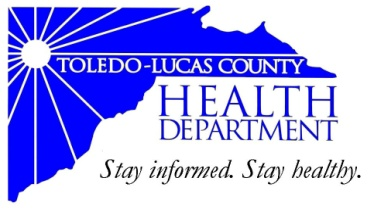 TOLEDO-LUCAS COUNTY
HEALTH
DEPARTMENT
Stay informed. Stay healthy.